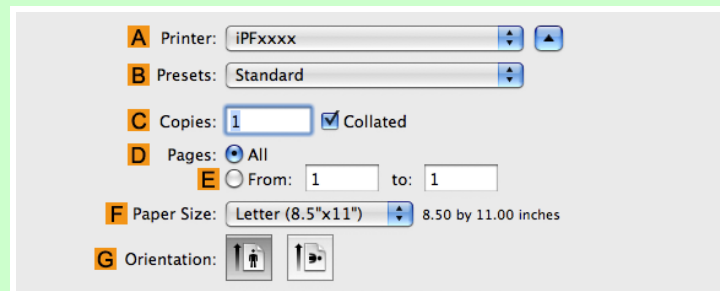 A Printer: iPFxxxx
B Presets: Standard
C Copies: 1 Collated
D Pages: All
E From: 1 to: 1
F Paper Size: Letter (8.5"x11") 8.50 by 11.00 inches
G Orientation: